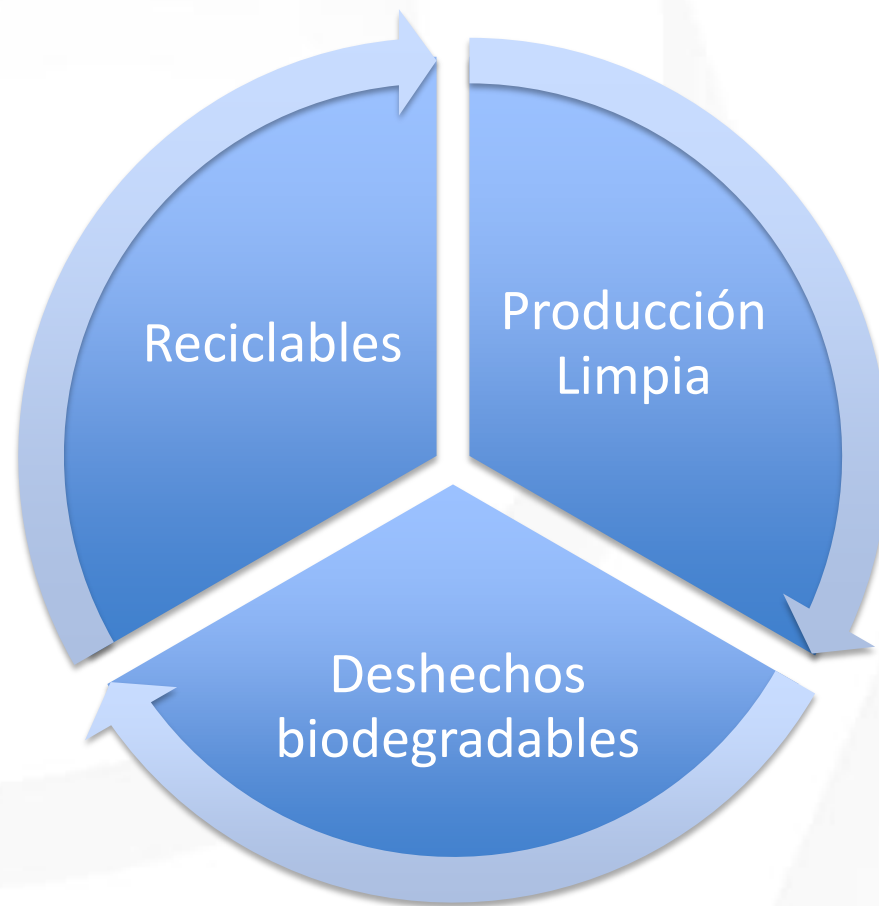 Reciclables
Producción
Limpia
Deshechos
biodegradables